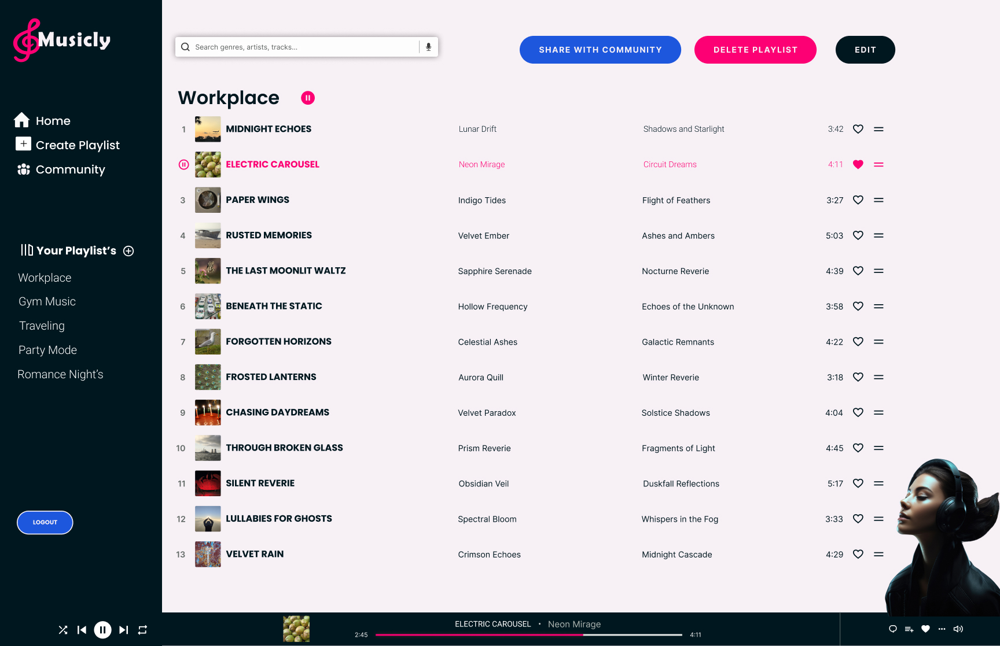 Musicly
Home
Create Playlist
Community
Your Playlist's
Workplace
Gym Music
Traveling
Party Mode
Romance Night's
LOGOUT
Search genres, artists, tracks...
SHARE WITH COMMUNITY
DELETE PLAYLIST
EDIT
Workplace
1 MIDNIGHT ECHOES Lunar Drift Shadows and Starlight 3:42
ELECTRIC CAROUSEL Neon Mirage Circuit Dreams 4:11
3 PAPER WINGS Indigo Tides Flight of Feathers 3:27
4 RUSTED MEMORIES Velvet Ember Ashes and Ambers 5:03
5 THE LAST MOONLIT WALTZ Sapphire Serenade Nocturne Reverie 4:39
6 BENEATH THE STATIC Hollow Frequency Echoes of the Unknown 3:58
7 FORGOTTEN HORIZONS Celestial Ashes Galactic Remnants 4:22
8 FROSTED LANTERNS Aurora Quill Winter Reverie 3:18
9 CHASING DAYDREAMS Velvet Paradox Solstice Shadows 4:04
10 THROUGH BROKEN GLASS Prism Reverie Fragments of Light 4:45
11 SILENT REVERIE Obsidian Veil Duskfall Reflections 5:17
12 LULLABIES FOR GHOSTS Spectral Bloom Whispers in the Fog 3:33
13 VELVET RAIN Crimson Echoes Midnight Cascade 4:29
ELECTRIC CAROUSEL • Neon Mirage
2:45 4:11